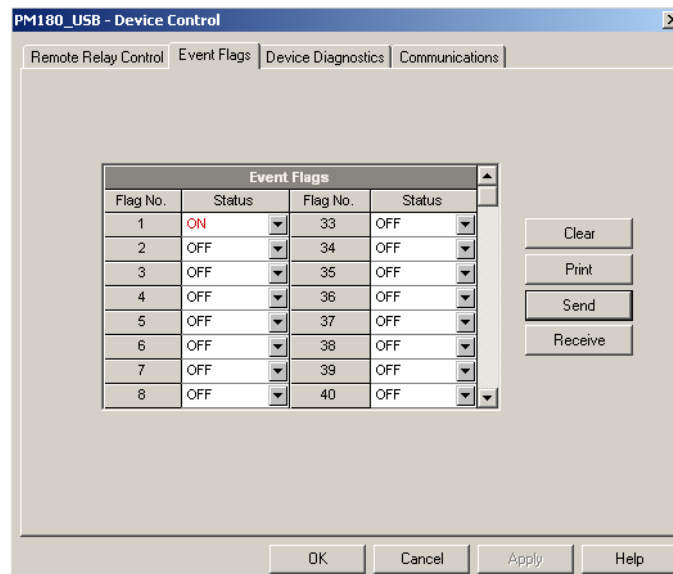 PM180_USB - Device Control
Remote Relay Control Event Flags Device Diagnostics Communications
Event Flags
Flag No. Status Flag No. Status
1 ON 33 OFF
2 OFF 34 OFF
3 OFF 35 OFF
4 OFF 36 OFF
5 OFF 37 OFF
6 OFF 38 OFF
7 OFF 39 OFF
8 OFF 40 OFF
Clear
Print
Send
Receive
OK Cancel Apply Help